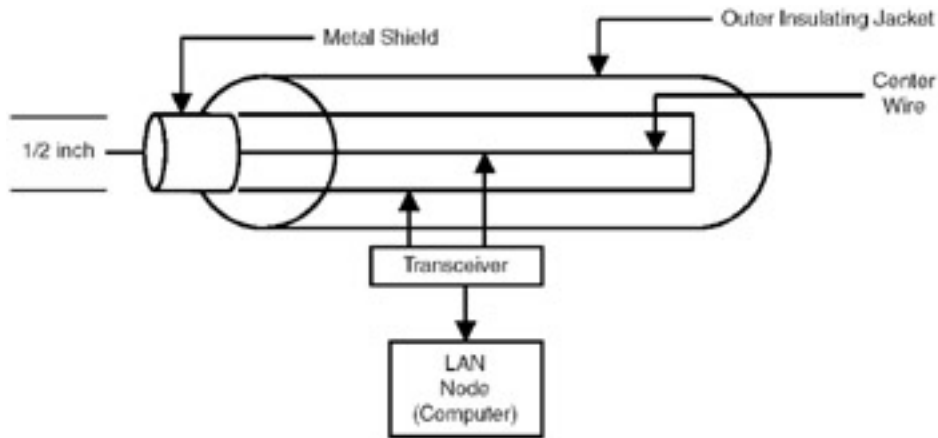 Outer Insulating Jacket
Metal Shield
Center
Wire
1/2 inch
Transceiver
LAN
Node
(Computer)